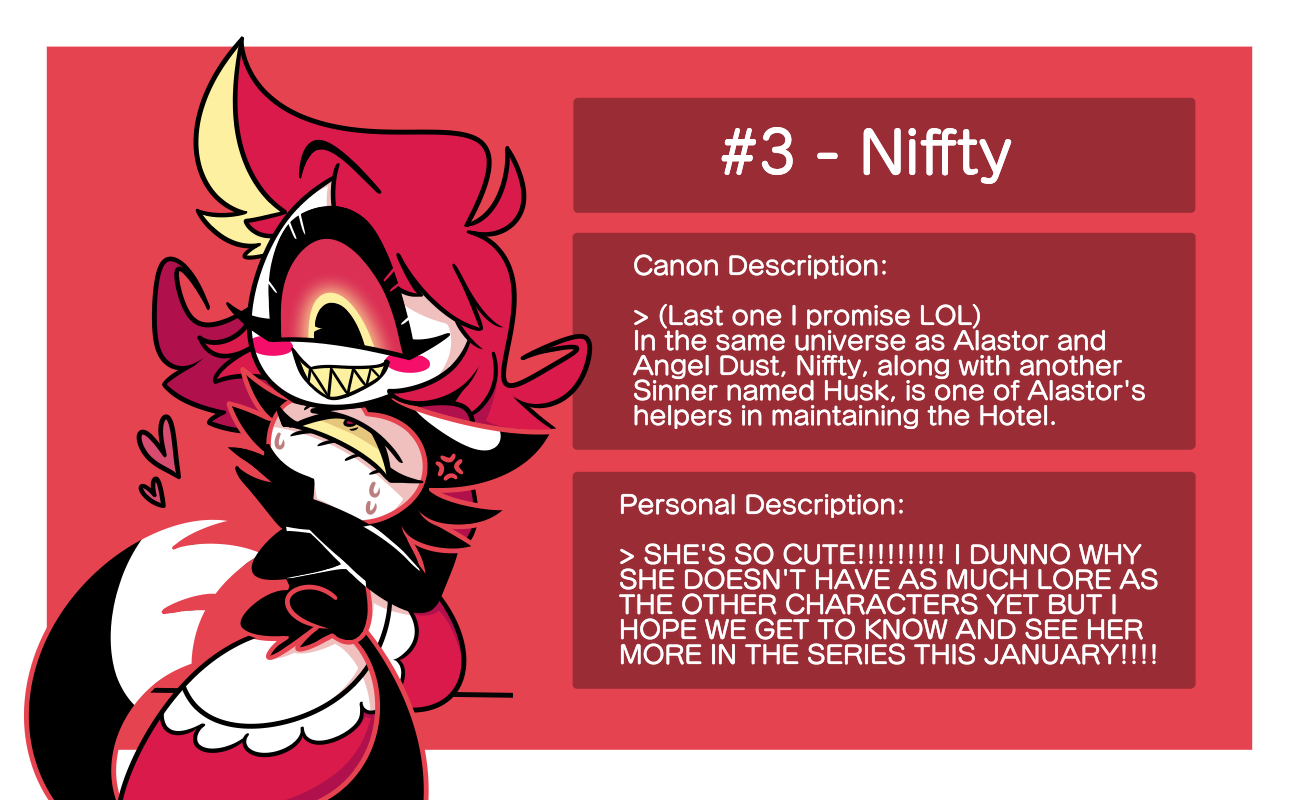 #3 - Niffty
Canon Description:
> (Last one I promise LOL)
In the same universe as Alastor and
Angel Dust, Niffty, along with another
Sinner named Husk, is one of Alastor's
helpers in maintaining the Hotel.
Personal Description:
> SHE'S SO CUTE!!!!!!!!! I DUNNO WHY
SHE DOESN'T HAVE AS MUCH LORE AS
THE OTHER CHARACTERS YET BUT I
HOPE WE GET TO KNOW AND SEE HER
MORE IN THE SERIES THIS JANUARY!!!!